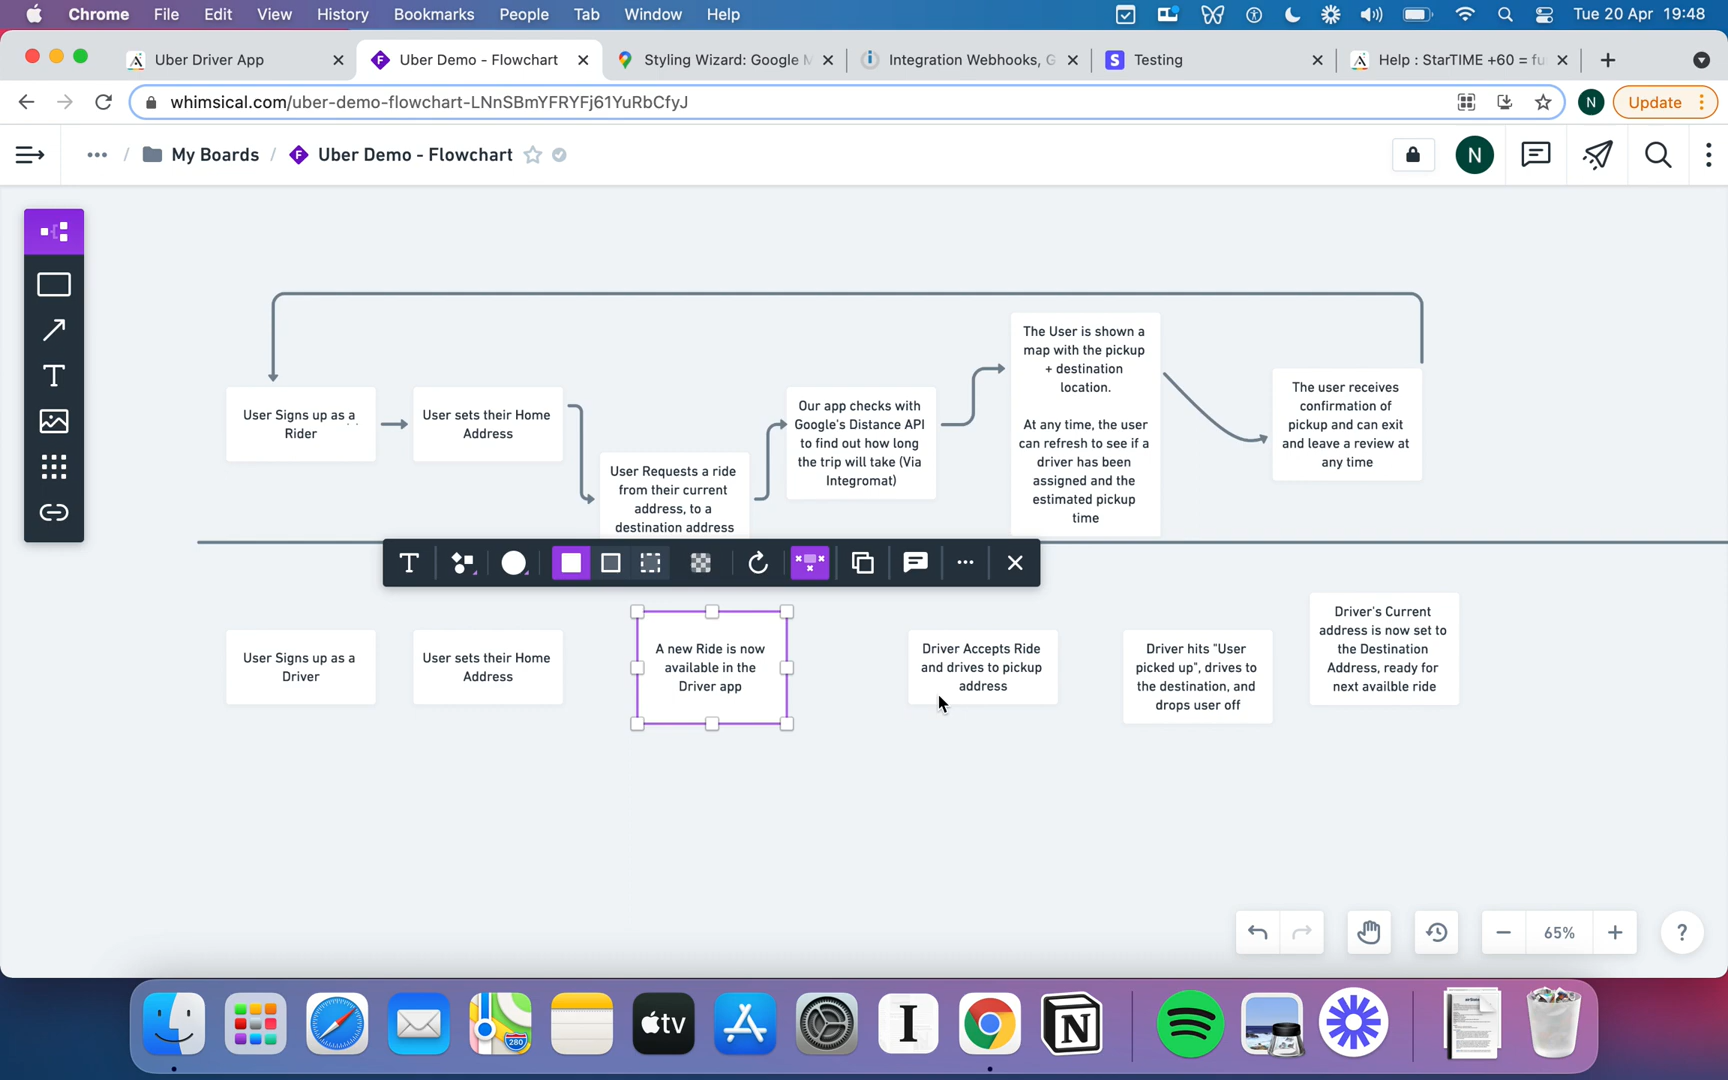 Chrome File Edit View History Bookmarks People Tab Window Help Tue 20 Apr 19:48
Uber Driver App
Uber Demo - Flowchart
Styling Wizard: Google M
Integration Webhooks, G
Testing
Help : StarTIME +60 = fu
whimsical.com/uber-demo-flowchart-LNnSBmYFRYFj61YuRbCfyJ
N
Update
... / My Boards / Uber Demo - Flowchart
N
T
User Signs up as a
Rider
User sets their Home
Address
User Requests a ride
from their current
address, to a
destination address
Our app checks with
Google's Distance API
to find out how long
the trip will take (Via
Integromat)
The User is shown a
map with the pickup
+ destination
location.
At any time, the user
can refresh to see if a
driver has been
assigned and the
estimated pickup
time
The user receives
confirmation of
pickup and can exit
and leave a review at
any time
T
User Signs up as a
Driver
User sets their Home
Address
A new Ride is now
available in the
Driver app
Driver Accepts Ride
and drives to pickup
address
Driver hits "User
picked up", drives to
the destination, and
drops user off
Driver's Current
address is now set to
the Destination
Address, ready for
next availble ride
65%
?
280
tv
N